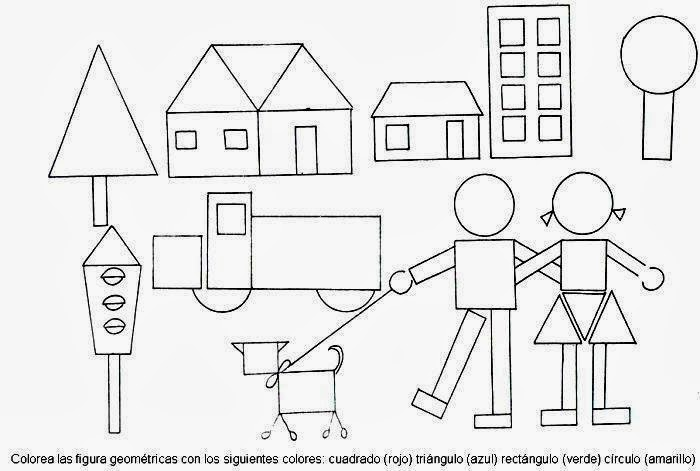 Colorea las figura geométricas con los siguientes colores: cuadrado (rojo) triángulo (azul) rectángulo (verde) círculo (amarillo)